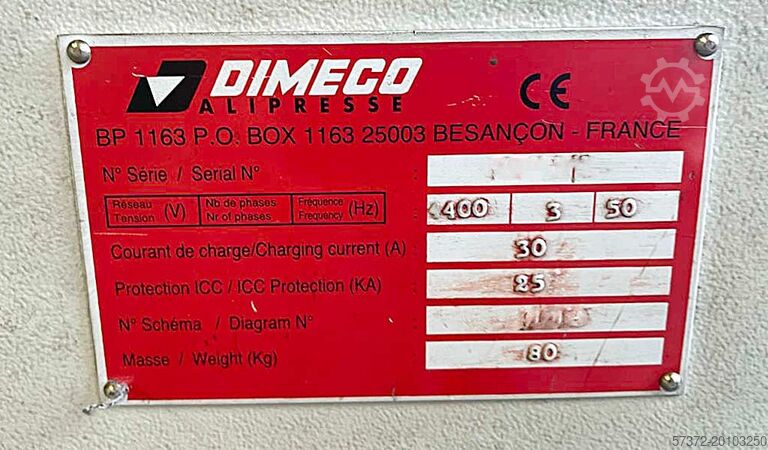 DIMECO
ALIPRESSE
CE
BP 1163 P.O. BOX 1163 25003 BESANÇON - FRANCE
N° Série / Serial N° :
Réseau Tension (V) Nb de phases Nr of phases Fréquence Frequency (Hz) : 400 3 50
Courant de charge/Charging current (A) : 30
Protection ICC / ICC Protection (KA) : 25
N° Schéma / Diagram N° :
Masse / Weight (Kg) : 80
57372-20103250